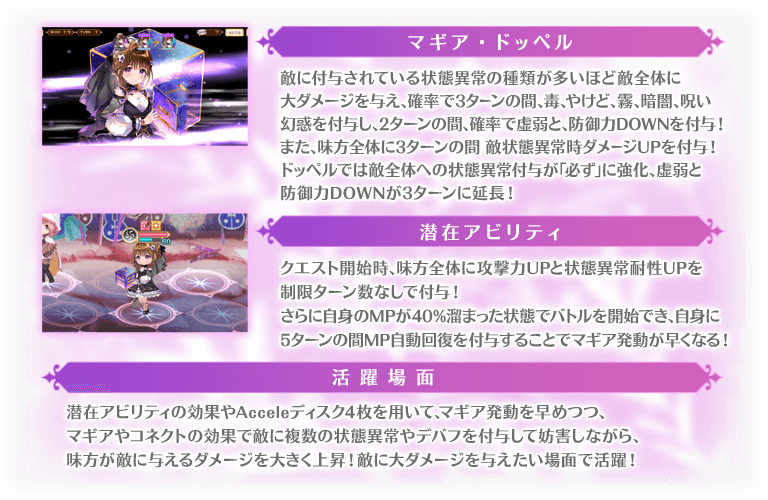 マギア・ドッペル
敵に付与されている状態異常の種類が多いほど敵全体に
大ダメージを与え、確率で3ターンの間、毒、やけど、霧、暗闇、呪い
幻惑を付与し、2ターンの間、確率で虚弱と、防御力DOWNを付与！
また、味方全体に3ターンの間 敵状態異常時ダメージUPを付与！
ドッペルでは敵全体への状態異常付与が「必ず」に強化、虚弱と
防御力DOWNが3ターンに延長！
潜在アビリティ
クエスト開始時、味方全体に攻撃力UPと状態異常耐性UPを
制限ターン数なしで付与！
さらに自身のMPが40%溜まった状態でバトルを開始でき、自身に
5ターンの間MP自動回復を付与することでマギア発動が早くなる！
活躍場面
潜在アビリティの効果やAcceleディスク4枚を用いて、マギア発動を早めつつ、
マギアやコネクトの効果で敵に複数の状態異常やデバフを付与して妨害しながら、
味方が敵に与えるダメージを大きく上昇！敵に大ダメージを与えたい場面で活躍！